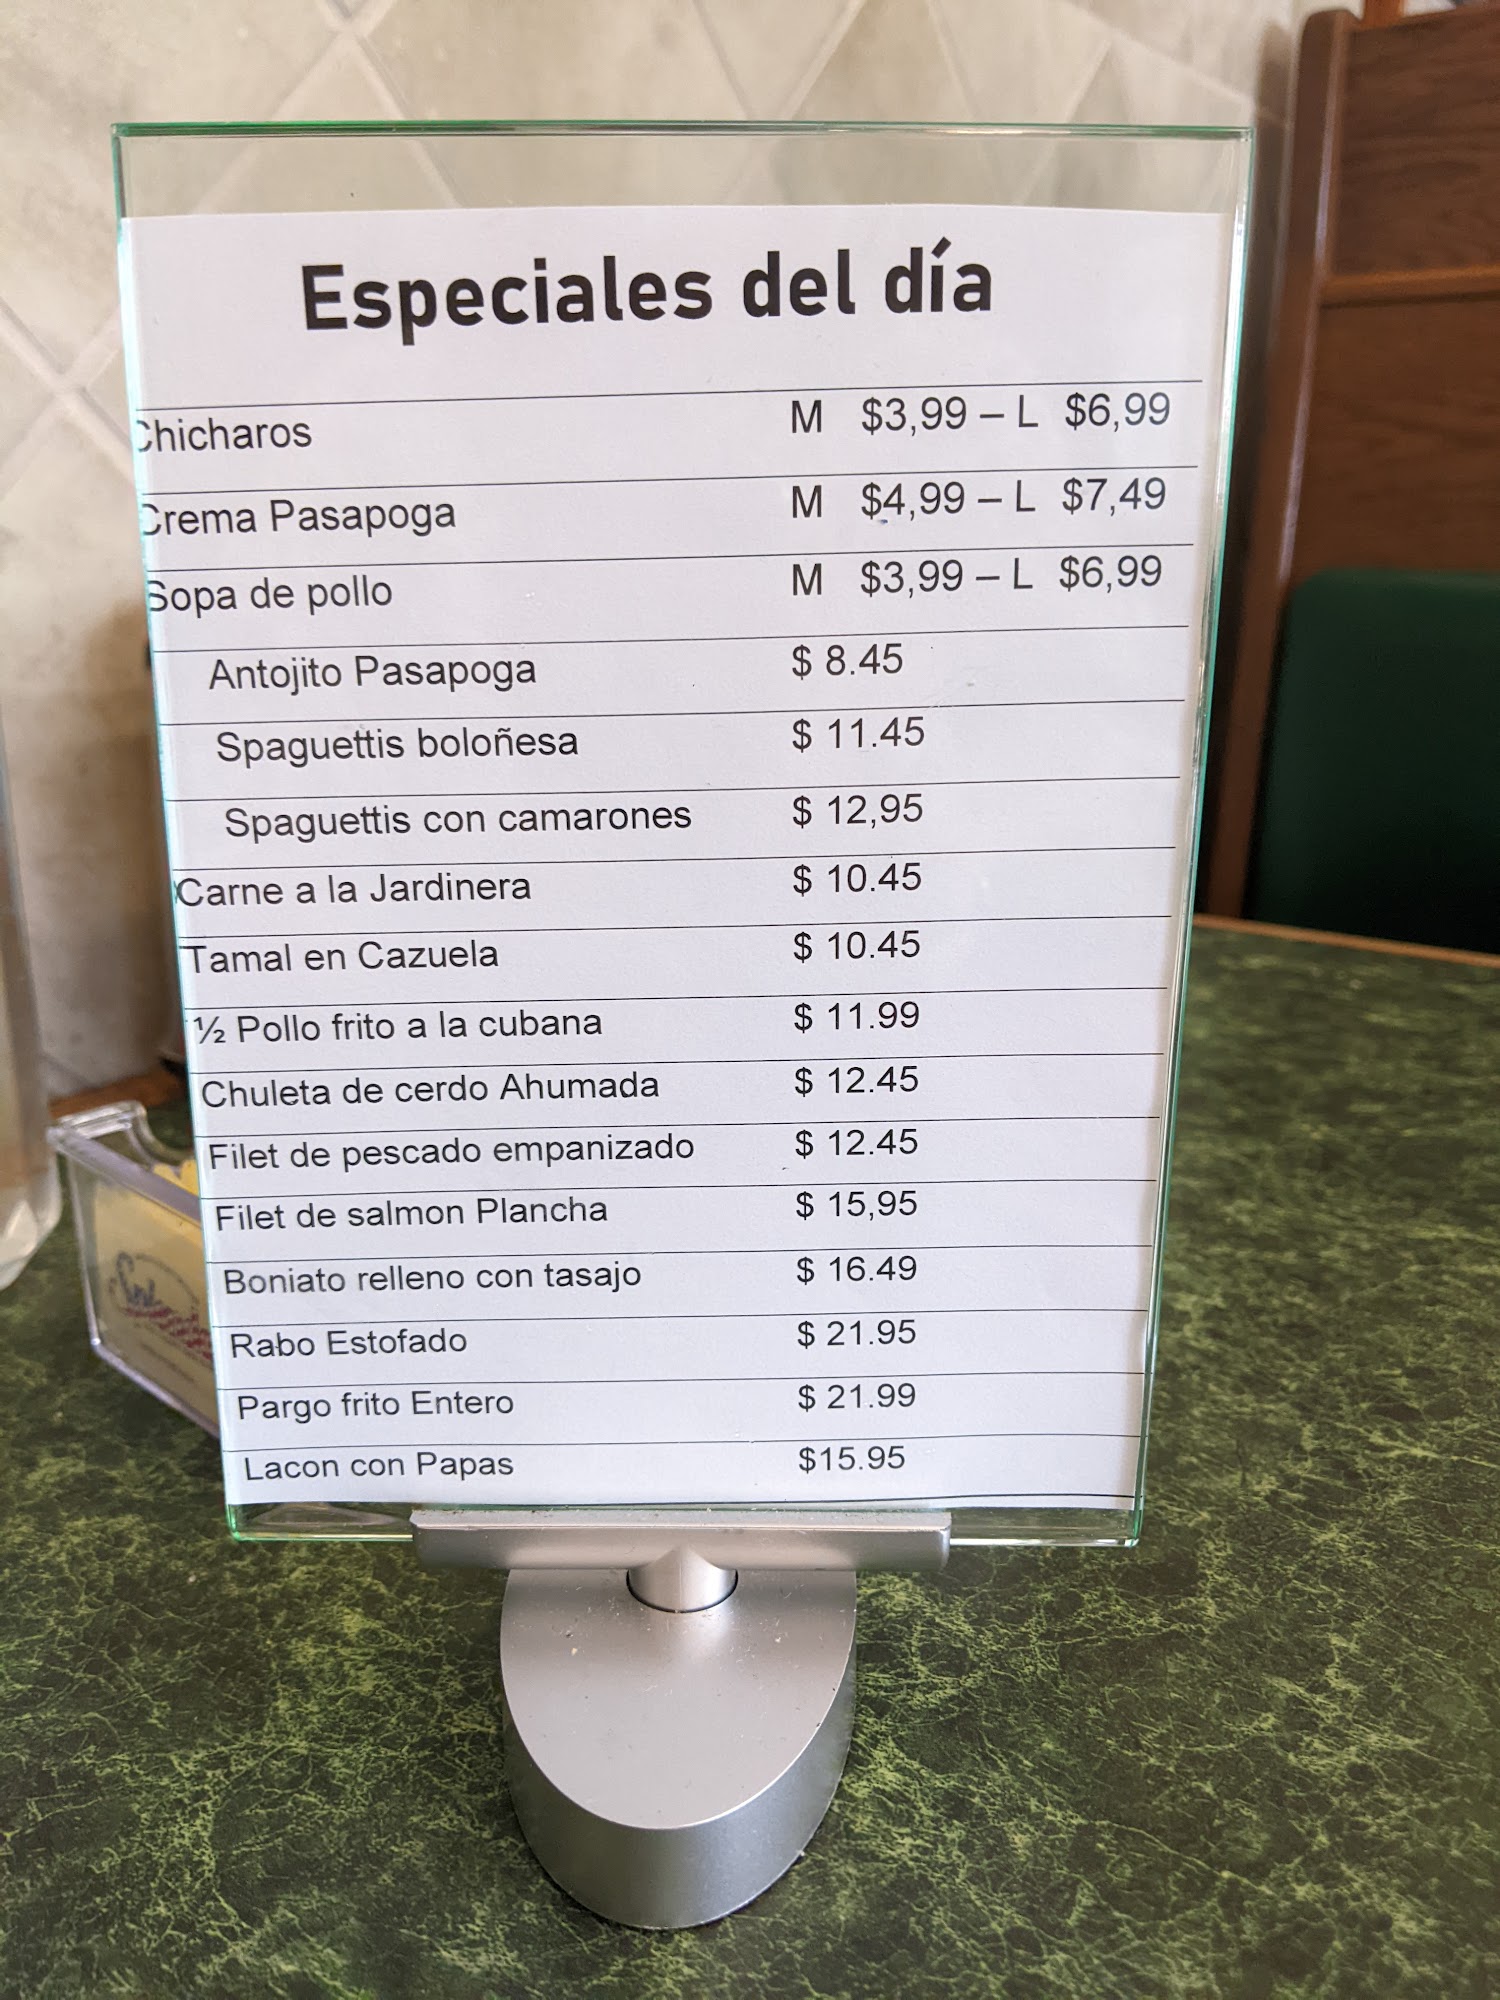 Especiales del día
Chicharos M $3,99 – L $6,99
Crema Pasapoga M $4,99 – L $7,49
Sopa de pollo M $3,99 – L $6,99
Antojito Pasapoga $ 8.45
Spaguettis boloñesa $ 11.45
Spaguettis con camarones $ 12,95
Carne a la Jardinera $ 10.45
Tamal en Cazuela $ 10.45
½ Pollo frito a la cubana $ 11.99
Chuleta de cerdo Ahumada $ 12.45
Filet de pescado empanizado $ 12.45
Filet de salmon Plancha $ 15,95
Boniato relleno con tasajo $ 16.49
Rabo Estofado $ 21.95
Pargo frito Entero $ 21.99
Lacon con Papas $15.95